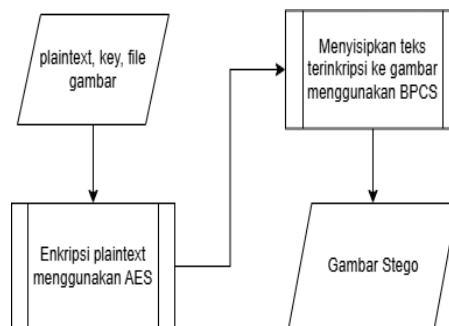 plaintext, key, file
gambar
Enkripsi plaintext
menggunakan AES
Menyisipkan teks
terinkripsi ke gambar
menggunakan BPCS
Gambar Stego